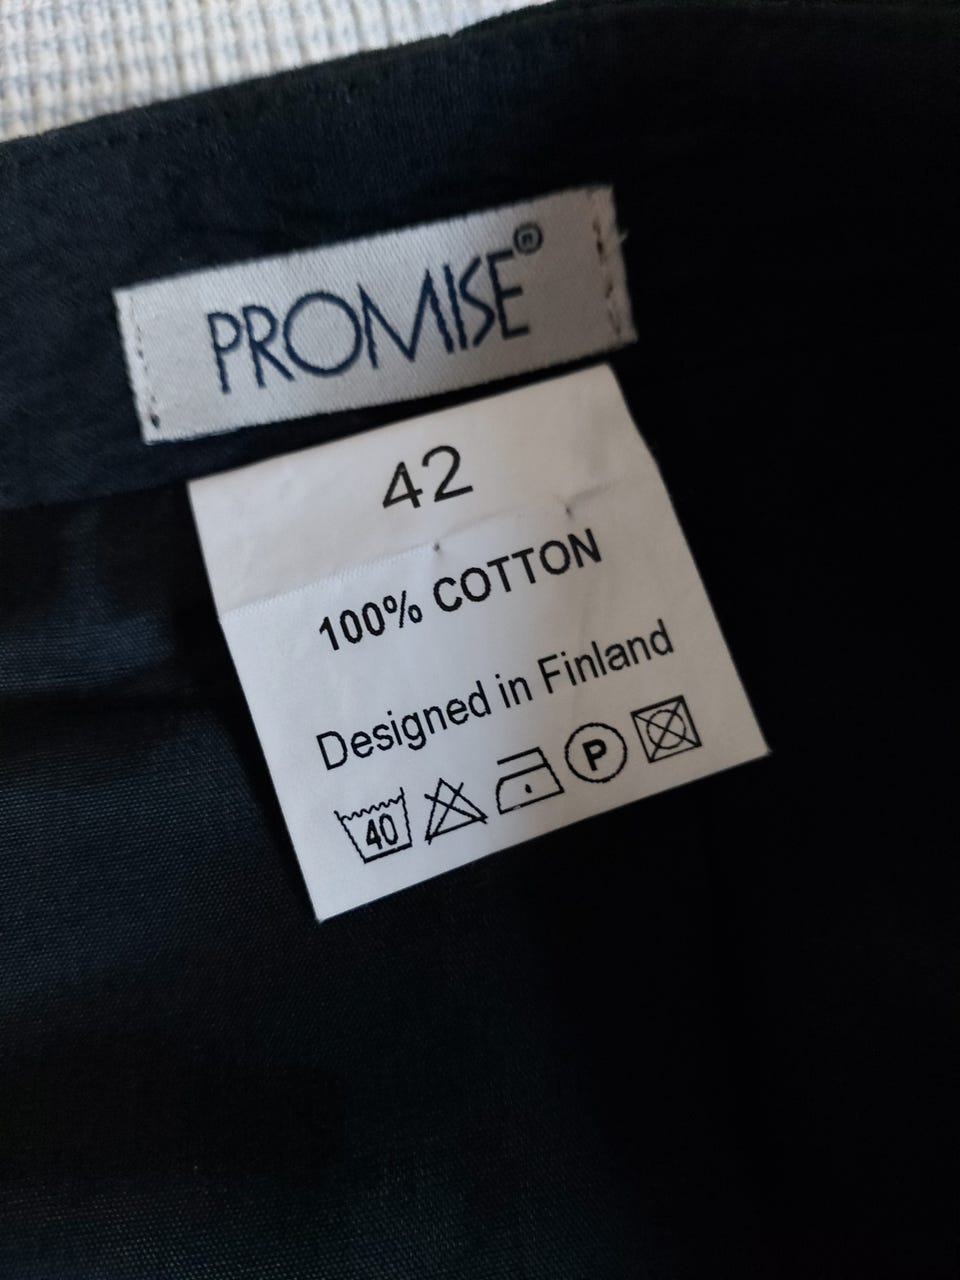 PROMISE®
42
100% COTTON
Designed in Finland
40 P